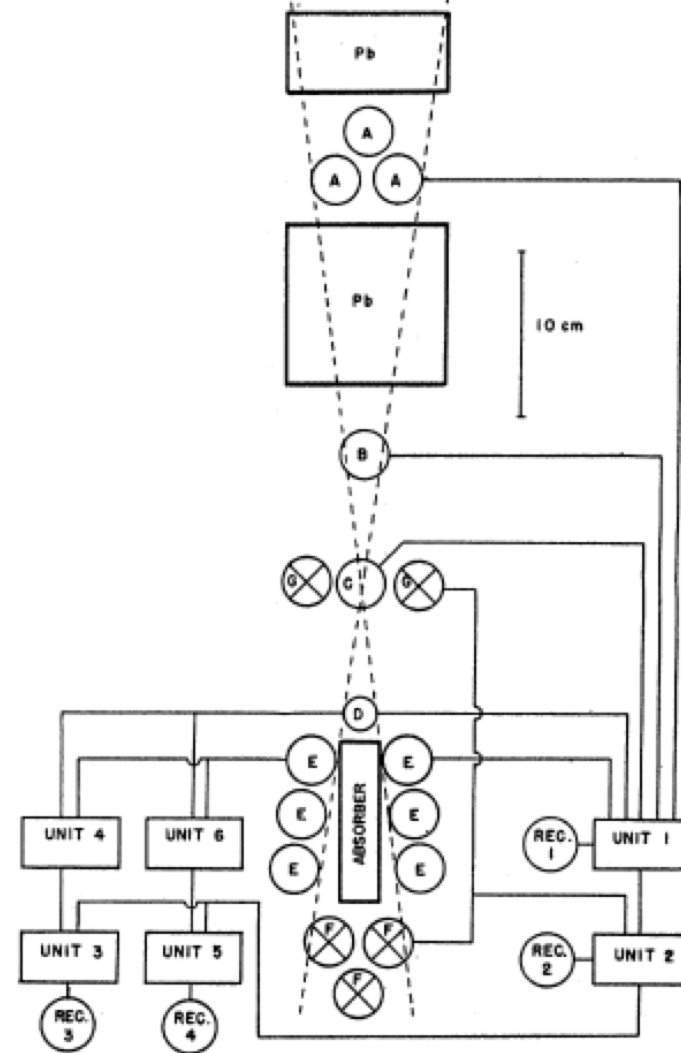 Pb
A
A A
Pb
10 cm
B
G C G
D
E E
E ABSORBER E
E E
UNIT 4 UNIT 6 REC. 1 UNIT 1
F F
F
UNIT 3 UNIT 5 REC. 2 UNIT 2
REC. 3 REC. 4